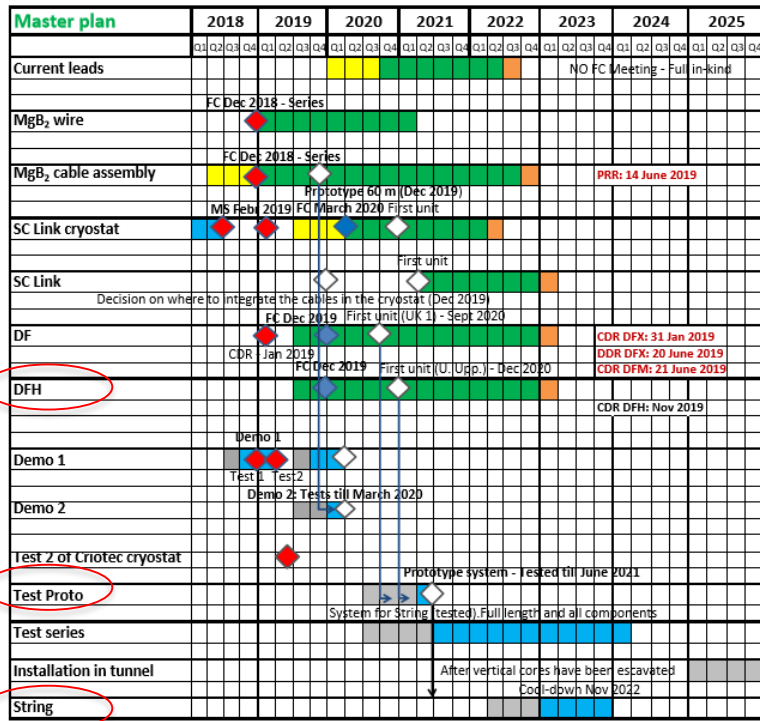 Master plan 2018 2019 2020 2021 2022 2023 2024 2025
Q1 Q2 Q3 Q4 Q1 Q2 Q3 Q4 Q1 Q2 Q3 Q4 Q1 Q2 Q3 Q4 Q1 Q2 Q3 Q4 Q1 Q2 Q3 Q4 Q1 Q2 Q3 Q4 Q1 Q2 Q3 Q4
Current leads NO FC Meeting - Full in-kind
FC Dec 2018 - Series
MgB₂ wire
FC Dec 2018 - Series
MgB₂ cable assembly PRR: 14 June 2019
Prototype 60 m (Dec 2019)
MS Febr 2019 FC March 2020 First unit
SC Link cryostat
First unit
SC Link
Decision on where to integrate the cables in the cryostat (Dec 2019)
FC Dec 2019 First unit (UK 1) - Sept 2020
DF CDR DFX: 31 Jan 2019
CDR - Jan 2019 DDR DFX: 20 June 2019
FC Dec 2019 First unit (U. Upp.) - Dec 2020 CDR DFM: 21 June 2019
DFH
CDR DFH: Nov 2019
Demo 1
Demo 1
Test 1 Test2
Demo 2: Tests till March 2020
Demo 2
Test 2 of Criotec cryostat
Prototype system - Tested till June 2021
Test Proto
System for String (tested).Full length and all components
Test series
Installation in tunnel After vertical cores have been escavated
Cool-down Nov 2022
String